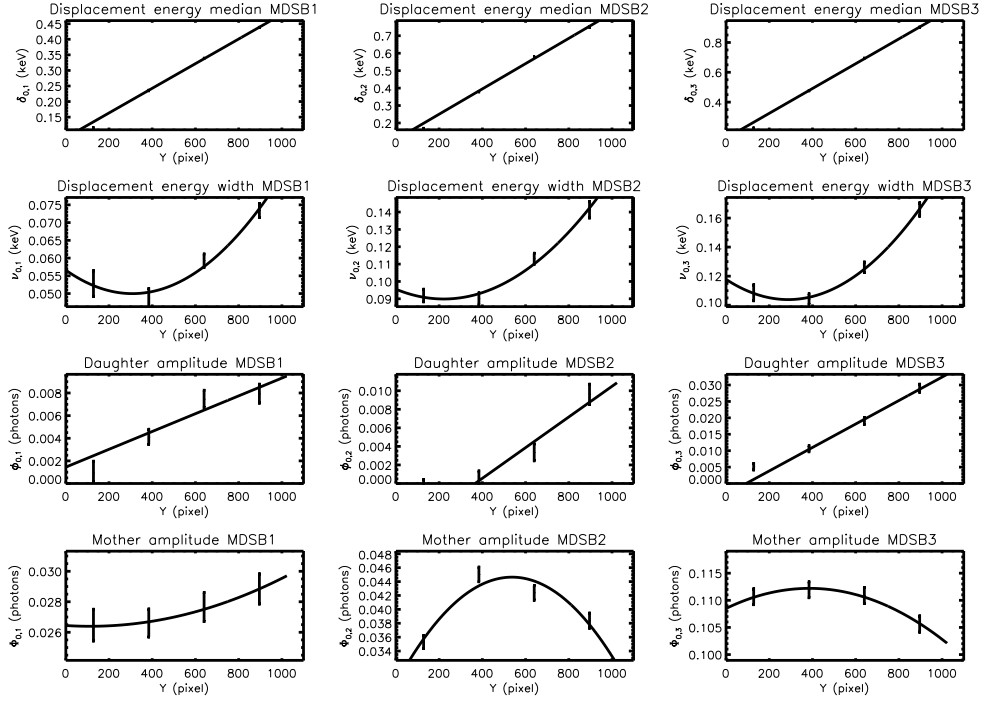 Displacement energy median MDSB1
0.45
0.40
0.35
0.30
0.25
0.20
0.15
δ0,1 (keV)
0 200 400 600 800 1000
Y (pixel)
Displacement energy median MDSB2
0.7
0.6
0.5
0.4
0.3
0.2
δ0,2 (keV)
0 200 400 600 800 1000
Y (pixel)
Displacement energy median MDSB3
0.8
0.6
0.4
δ0,3 (keV)
0 200 400 600 800 1000
Y (pixel)
Displacement energy width MDSB1
0.075
0.070
0.065
0.060
0.055
0.050
ν0,1 (keV)
0 200 400 600 800 1000
Y (pixel)
Displacement energy width MDSB2
0.14
0.13
0.12
0.11
0.10
0.09
ν0,2 (keV)
0 200 400 600 800 1000
Y (pixel)
Displacement energy width MDSB3
0.16
0.14
0.12
0.10
ν0,3 (keV)
0 200 400 600 800 1000
Y (pixel)
Daughter amplitude MDSB1
0.008
0.006
0.004
0.002
0.000
ϕ0,1 (photons)
0 200 400 600 800 1000
Y (pixel)
Daughter amplitude MDSB2
0.010
0.008
0.006
0.004
0.002
0.000
ϕ0,2 (photons)
0 200 400 600 800 1000
Y (pixel)
Daughter amplitude MDSB3
0.030
0.025
0.020
0.015
0.010
0.005
0.000
ϕ0,3 (photons)
0 200 400 600 800 1000
Y (pixel)
Mother amplitude MDSB1
0.030
0.028
0.026
Φ0,1 (photons)
0 200 400 600 800 1000
Y (pixel)
Mother amplitude MDSB2
0.048
0.046
0.044
0.042
0.040
0.038
0.036
0.034
Φ0,2 (photons)
0 200 400 600 800 1000
Y (pixel)
Mother amplitude MDSB3
0.115
0.110
0.105
0.100
Φ0,3 (photons)
0 200 400 600 800 1000
Y (pixel)